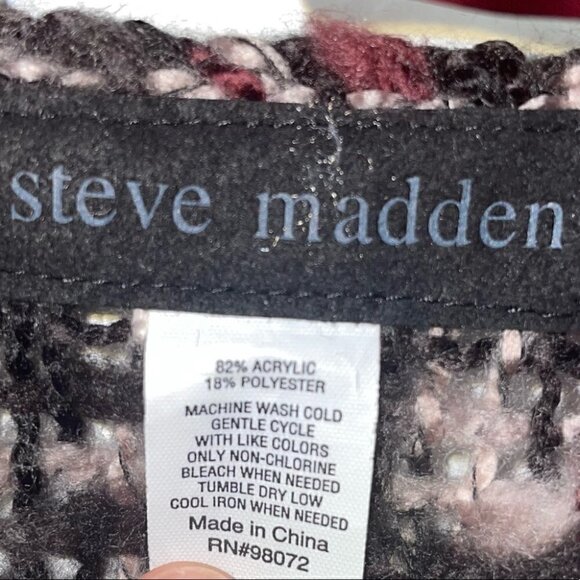 steve madden
82% ACRYLIC
18% POLYESTER
MACHINE WASH COLD
GENTLE CYCLE
WITH LIKE COLORS
ONLY NON-CHLORINE
BLEACH WHEN NEEDED
TUMBLE DRY LOW
COOL IRON WHEN NEEDED
Made in China
RN#98072